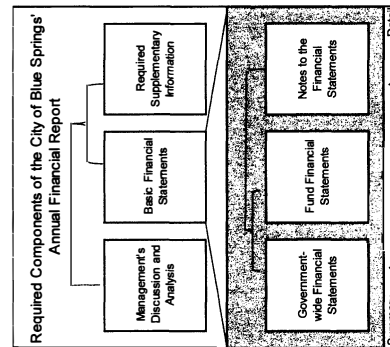 Required Components of the City of Blue Springs'
Annual Financial Report
Management's
Discussion and
Analysis
Basic Financial
Statements
Required
Supplementary
Information
Government-
wide Financial
Statements
Fund Financial
Statements
Notes to the
Financial
Statements